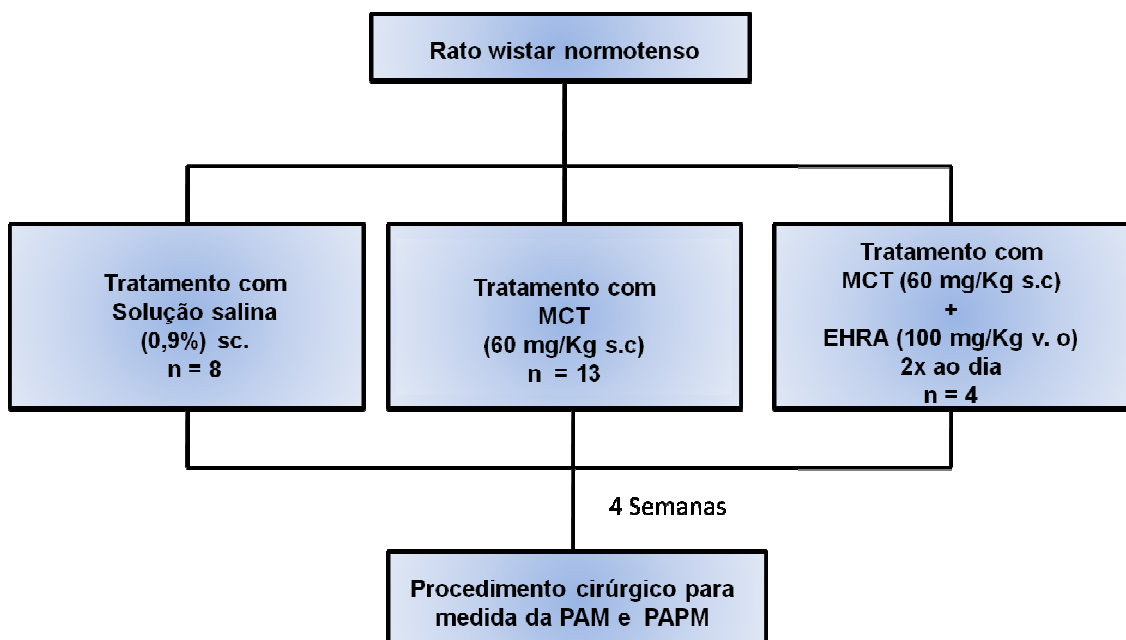 Rato wistar normotenso
Tratamento com
Solução salina
(0,9%) sc.
n = 8
Tratamento com
MCT
(60 mg/Kg s.c)
n = 13
Tratamento com
MCT (60 mg/Kg s.c)
+
EHRA (100 mg/Kg v. o)
2x ao dia
n = 4
4 Semanas
Procedimento cirúrgico para
medida da PAM e PAPM